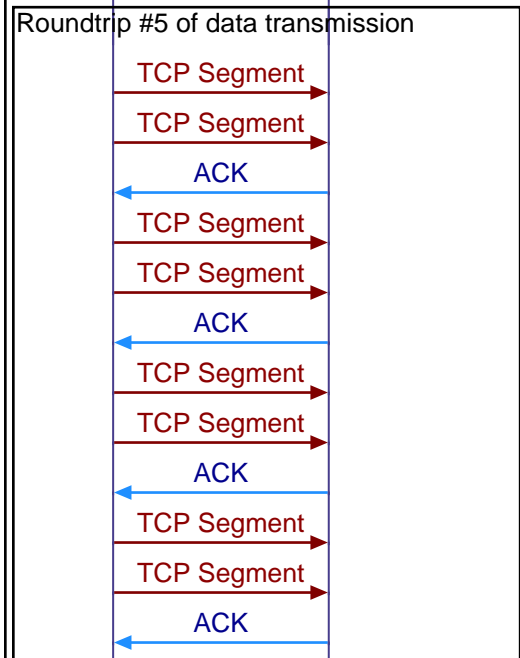 Roundtrip #5 of data transmission
TCP Segment
TCP Segment
ACK
TCP Segment
TCP Segment
ACK
TCP Segment
TCP Segment
ACK
TCP Segment
TCP Segment
ACK